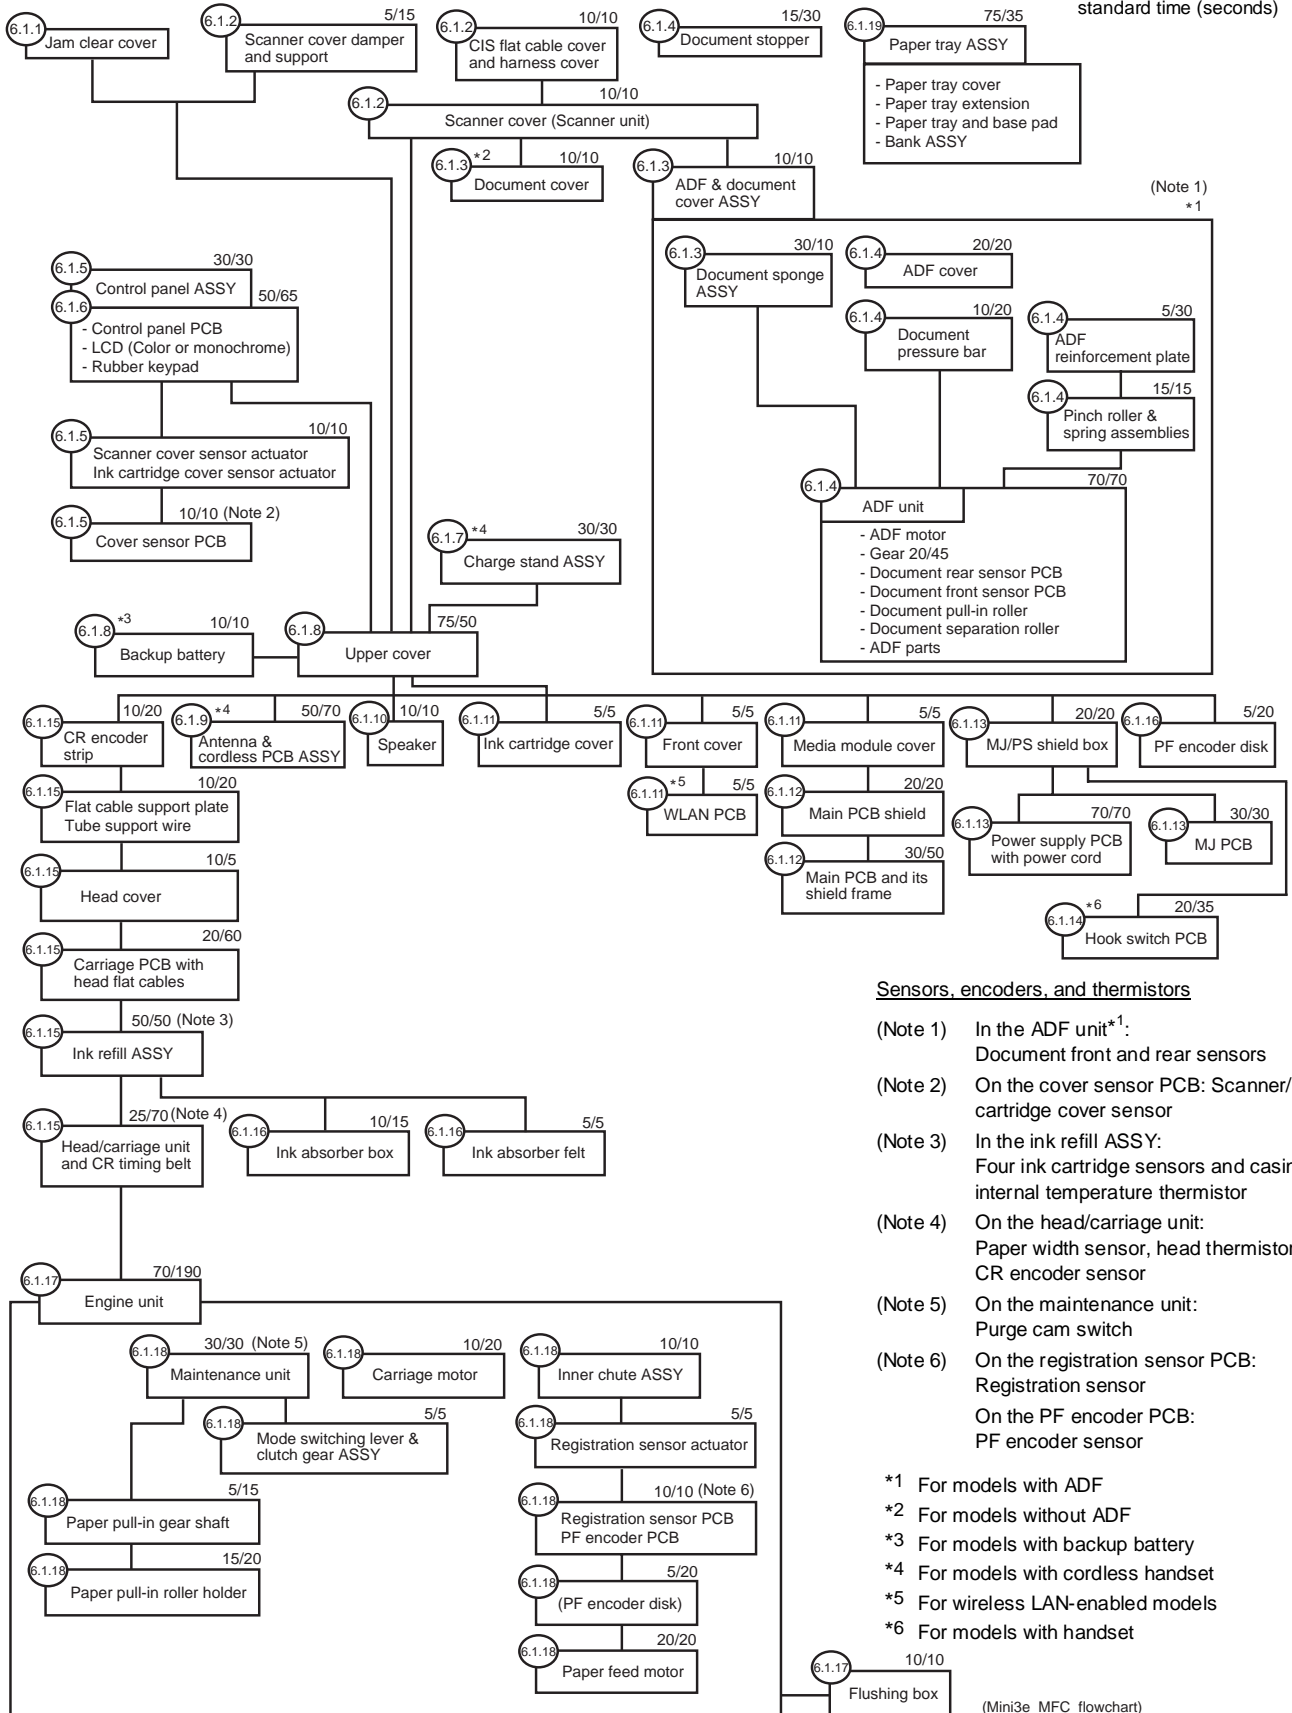 standard time (seconds)
6.1.1
Jam clear cover
6.1.2
5/15
Scanner cover damper
and support
6.1.2
10/10
CIS flat cable cover
and harness cover
6.1.4
15/30
Document stopper
6.1.19
75/35
Paper tray ASSY
- Paper tray cover
- Paper tray extension
- Paper tray and base pad
- Bank ASSY
6.1.2
10/10
Scanner cover (Scanner unit)
6.1.3
*2
10/10
Document cover
6.1.3
10/10
ADF & document
cover ASSY
(Note 1)
*1
6.1.3
30/10
Document sponge
ASSY
6.1.4
20/20
ADF cover
6.1.4
10/20
Document
pressure bar
6.1.4
5/30
ADF
reinforcement plate
6.1.4
15/15
Pinch roller &
spring assemblies
6.1.4
70/70
ADF unit
- ADF motor
- Gear 20/45
- Document rear sensor PCB
- Document front sensor PCB
- Document pull-in roller
- Document separation roller
- ADF parts
6.1.5
30/30
Control panel ASSY
6.1.6
50/65
- Control panel PCB
- LCD (Color or monochrome)
- Rubber keypad
6.1.5
10/10
Scanner cover sensor actuator
Ink cartridge cover sensor actuator
6.1.5
10/10 (Note 2)
Cover sensor PCB
6.1.7
*4
30/30
Charge stand ASSY
6.1.8
*3
10/10
Backup battery
6.1.8
75/50
Upper cover
6.1.15
10/20
CR encoder
strip
6.1.9
*4
50/70
Antenna &
cordless PCB ASSY
6.1.10
10/10
Speaker
6.1.11
5/5
Ink cartridge cover
6.1.11
5/5
Front cover
6.1.11
5/5
Media module cover
6.1.13
20/20
MJ/PS shield box
6.1.16
5/20
PF encoder disk
6.1.15
10/20
Flat cable support plate
Tube support wire
6.1.11
*5
5/5
WLAN PCB
6.1.12
20/20
Main PCB shield
6.1.12
30/50
Main PCB and its
shield frame
6.1.13
70/70
Power supply PCB
with power cord
6.1.13
30/30
MJ PCB
6.1.14
*6
20/35
Hook switch PCB
6.1.15
10/5
Head cover
6.1.15
20/60
Carriage PCB with
head flat cables
6.1.15
50/50 (Note 3)
Ink refill ASSY
6.1.15
25/70 (Note 4)
Head/carriage unit
and CR timing belt
6.1.16
10/15
Ink absorber box
6.1.16
5/5
Ink absorber felt
6.1.17
70/190
Engine unit
6.1.18
30/30 (Note 5)
Maintenance unit
6.1.18
10/20
Carriage motor
6.1.18
10/10
Inner chute ASSY
6.1.18
5/5
Mode switching lever &
clutch gear ASSY
6.1.18
5/5
Registration sensor actuator
6.1.18
5/15
Paper pull-in gear shaft
6.1.18
10/10 (Note 6)
Registration sensor PCB
PF encoder PCB
6.1.18
15/20
Paper pull-in roller holder
6.1.18
5/20
(PF encoder disk)
6.1.18
20/20
Paper feed motor
6.1.17
10/10
Flushing box
Sensors, encoders, and thermistors
(Note 1) In the ADF unit*1:
Document front and rear sensors
(Note 2) On the cover sensor PCB: Scanner/
cartridge cover sensor
(Note 3) In the ink refill ASSY:
Four ink cartridge sensors and casin
internal temperature thermistor
(Note 4) On the head/carriage unit:
Paper width sensor, head thermistor
CR encoder sensor
(Note 5) On the maintenance unit:
Purge cam switch
(Note 6) On the registration sensor PCB:
Registration sensor
On the PF encoder PCB:
PF encoder sensor
*1 For models with ADF
*2 For models without ADF
*3 For models with backup battery
*4 For models with cordless handset
*5 For wireless LAN-enabled models
*6 For models with handset
(Mini3e MFC flowchart)